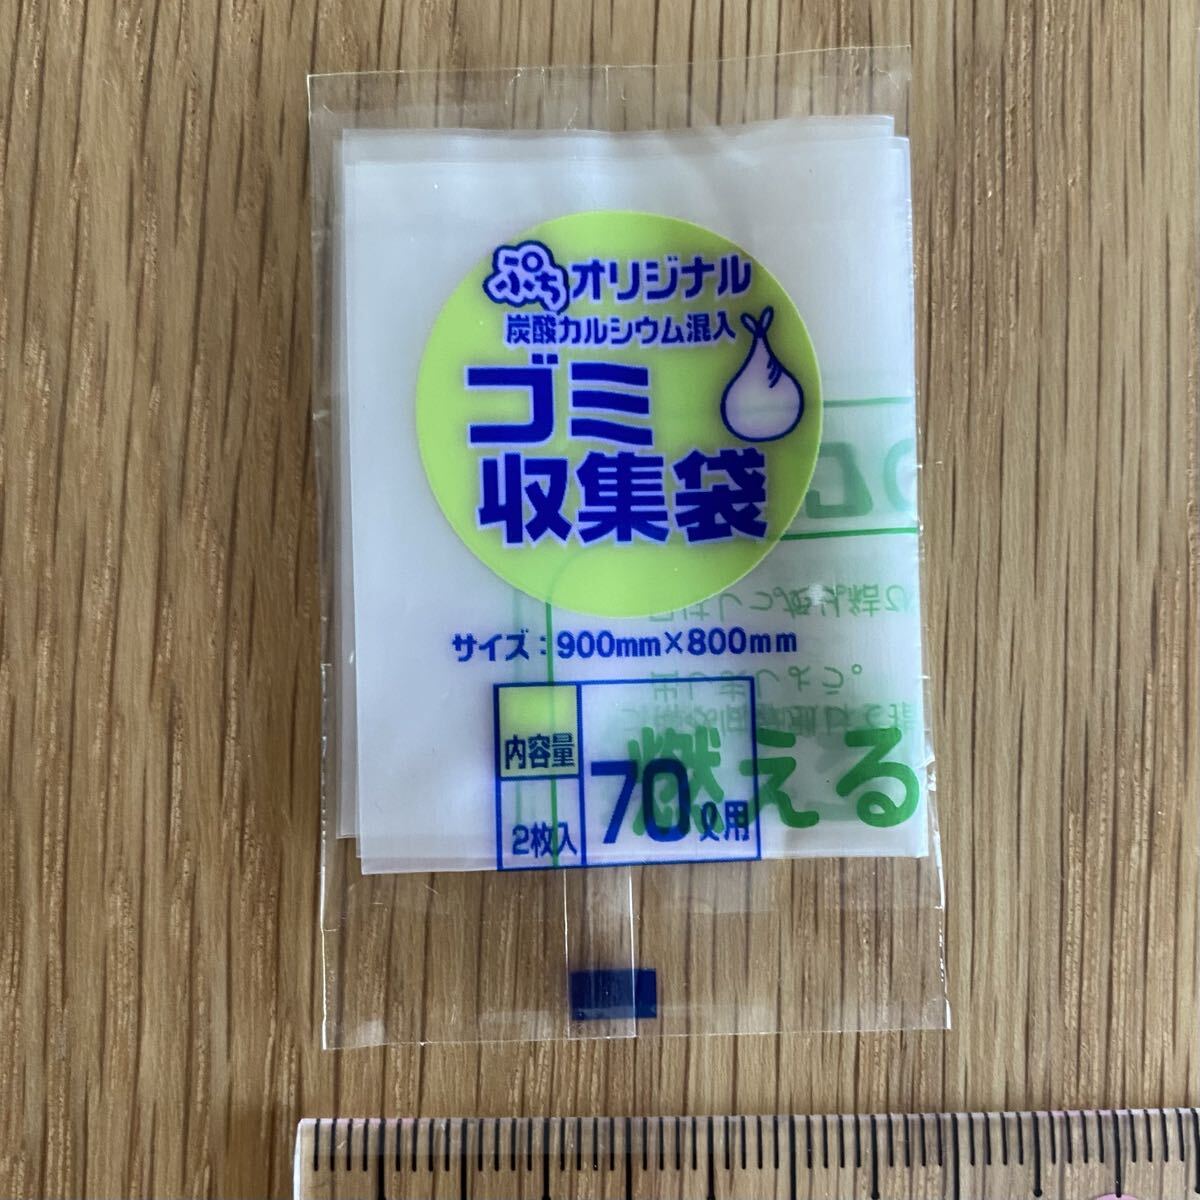 ぷちオリジナル
炭酸カルシウム混入
ゴミ
収集袋
サイズ：900mm×800mm
内容量
2枚入
70ℓ用
燃える